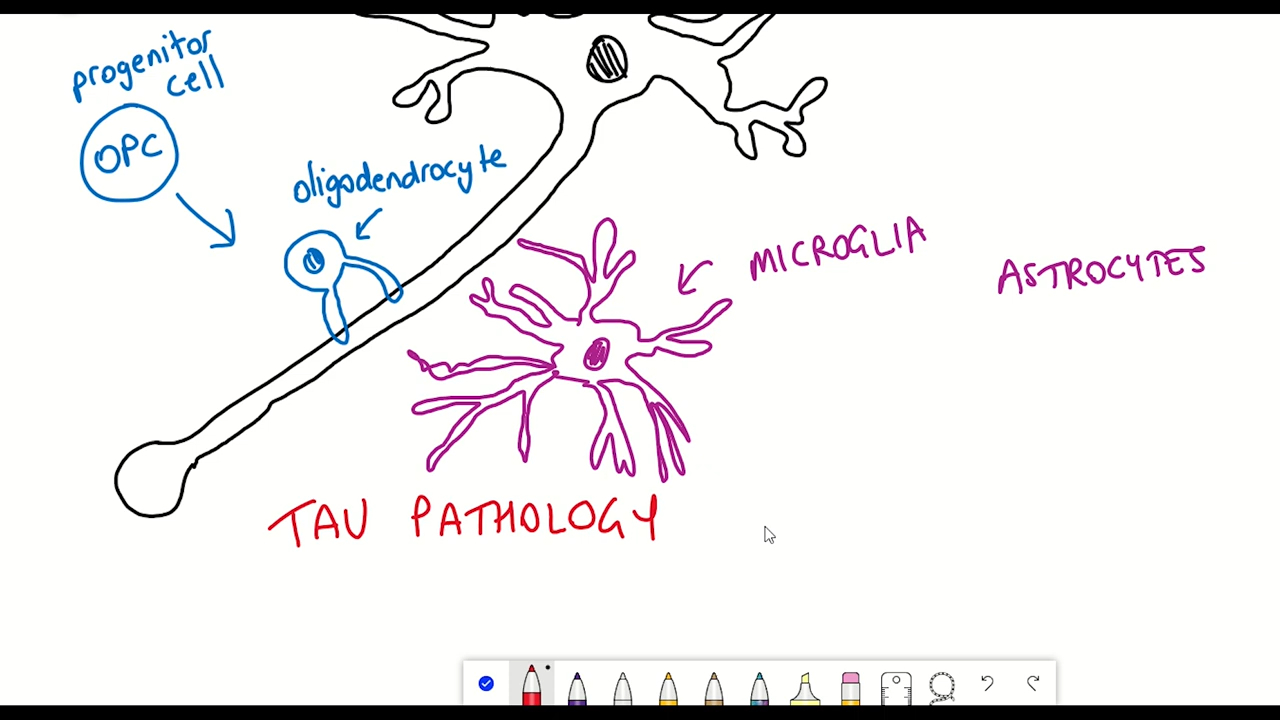 progenitor
cell
OPC
oligodendrocyte
MICROGLIA
ASTROCYTES
TAU PATHOLOGY